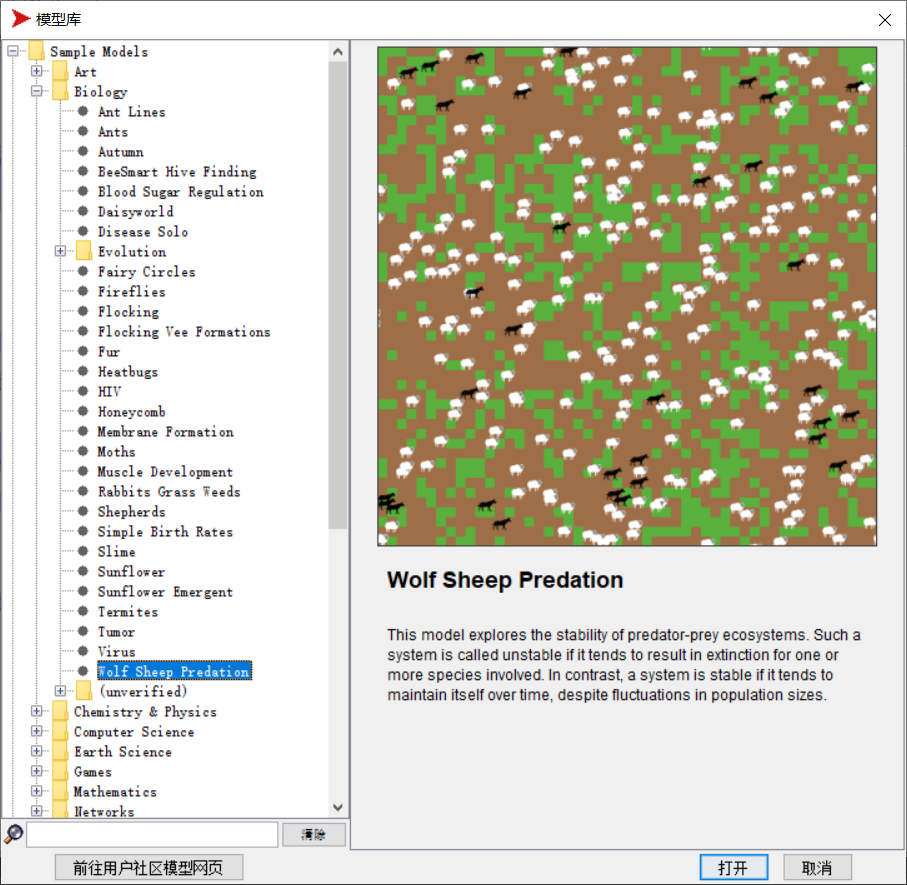 模型库
Sample Models
Art
Biology
Ant Lines
Ants
Autumn
BeeSmart Hive Finding
Blood Sugar Regulation
Daisyworld
Disease Solo
Evolution
Fairy Circles
Fireflies
Flocking
Flocking Vee Formations
Fur
Heatbugs
HIV
Honeycomb
Membrane Formation
Moths
Muscle Development
Rabbits Grass Weeds
Shepherds
Simple Birth Rates
Slime
Sunflower
Sunflower Emergent
Termites
Tumor
Virus
Wolf Sheep Predation
(unverified)
Chemistry & Physics
Computer Science
Earth Science
Games
Mathematics
Networks
清除
前往用户社区模型网页
Wolf Sheep Predation
This model explores the stability of predator-prey ecosystems. Such a
system is called unstable if it tends to result in extinction for one or
more species involved. In contrast, a system is stable if it tends to
maintain itself over time, despite fluctuations in population sizes.
打开
取消